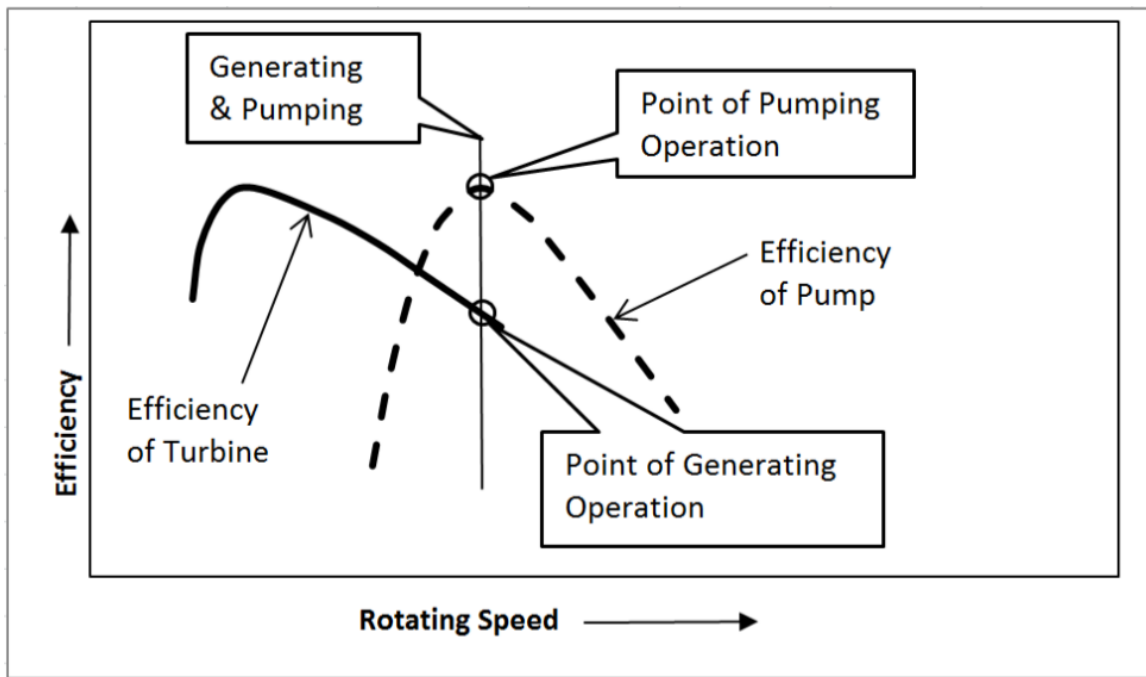 Generating
& Pumping
Point of Pumping
Operation
Efficiency
of Pump
Efficiency
of Turbine
Point of Generating
Operation
Efficiency
Rotating Speed